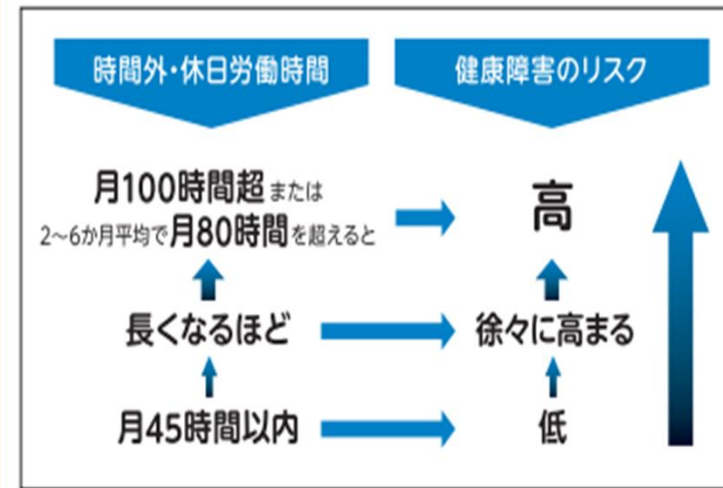 時間外・休日労働時間
健康障害のリスク
月100時間超または
2～6か月平均で月80時間を超えると
高
長くなるほど
徐々に高まる
月45時間以内
低